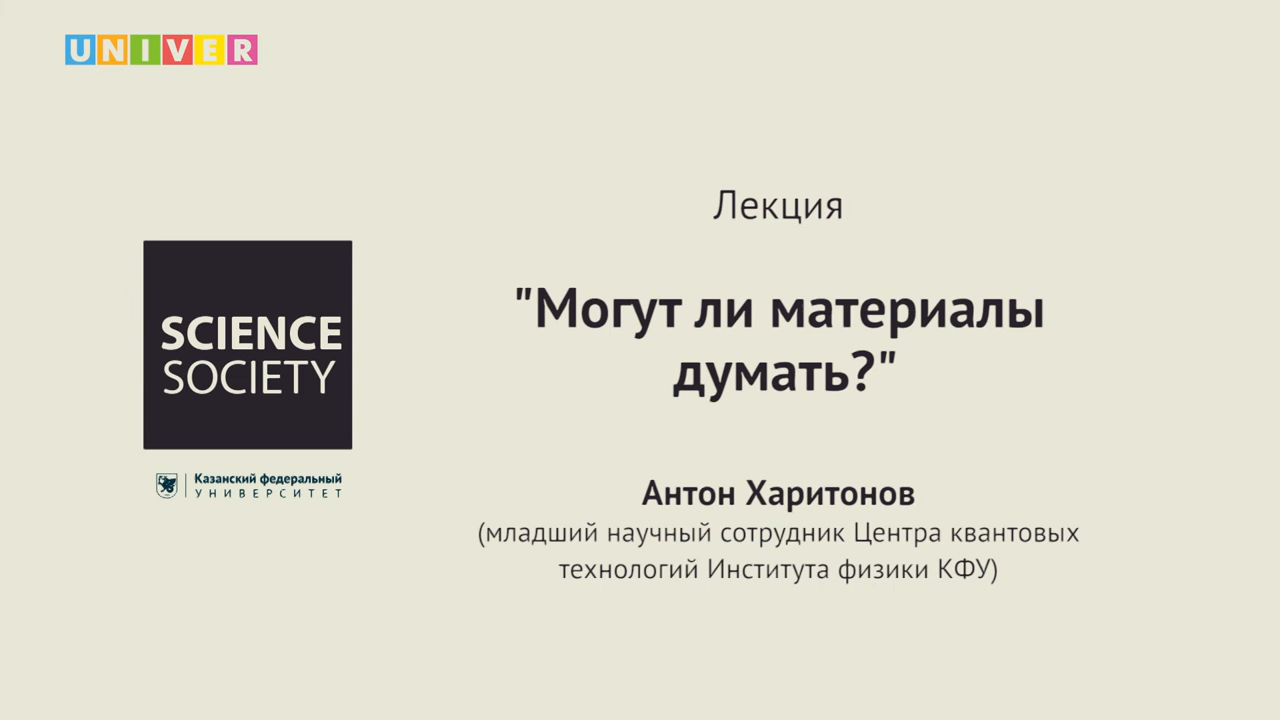 UNIVER
Лекция
"Могут ли материалы
думать?"
SCIENCE
SOCIETY
Казанский федеральный
УНИВЕРСИТЕТ
Антон Харитонов
(младший научный сотрудник Центра квантовых
технологий Института физики КФУ)